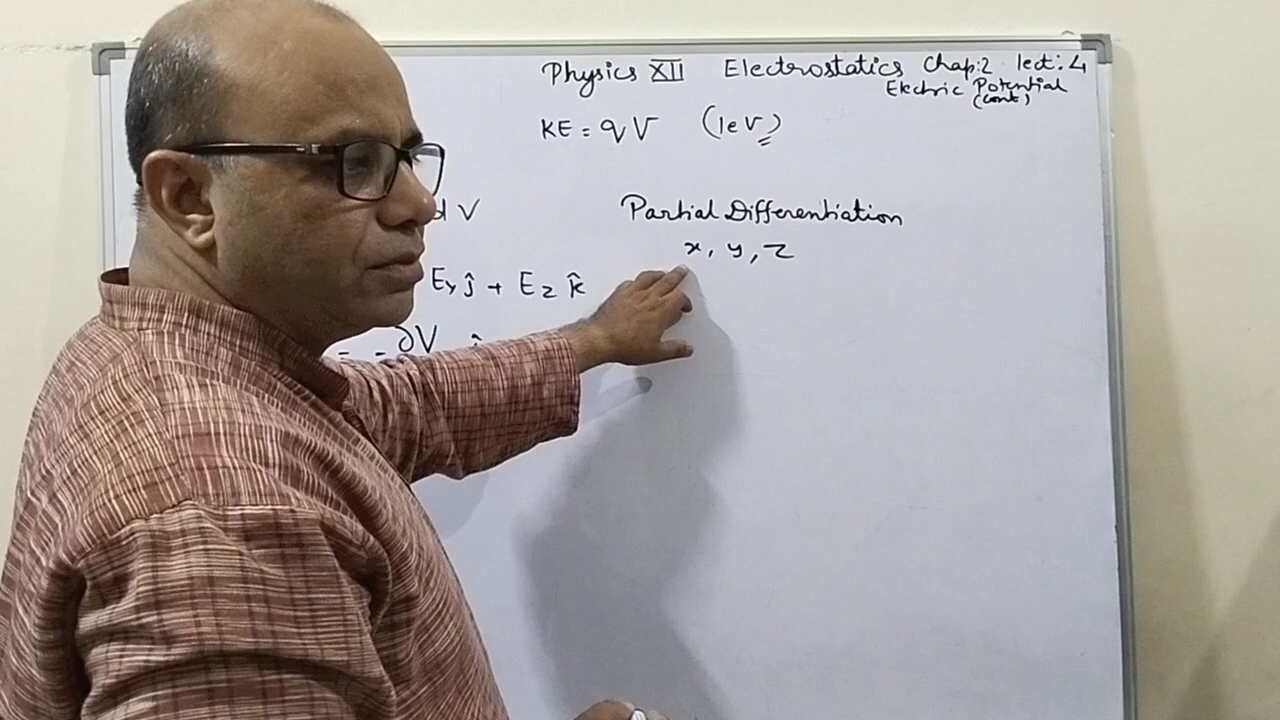 Physics XII Electrostatics Chap:2 lect:4
Electric Potential
(cont)
KE = qV (1eV)
d V
Partial Differentiation
x, y, z
Ey ĵ + Ez k̂
= - ∂V